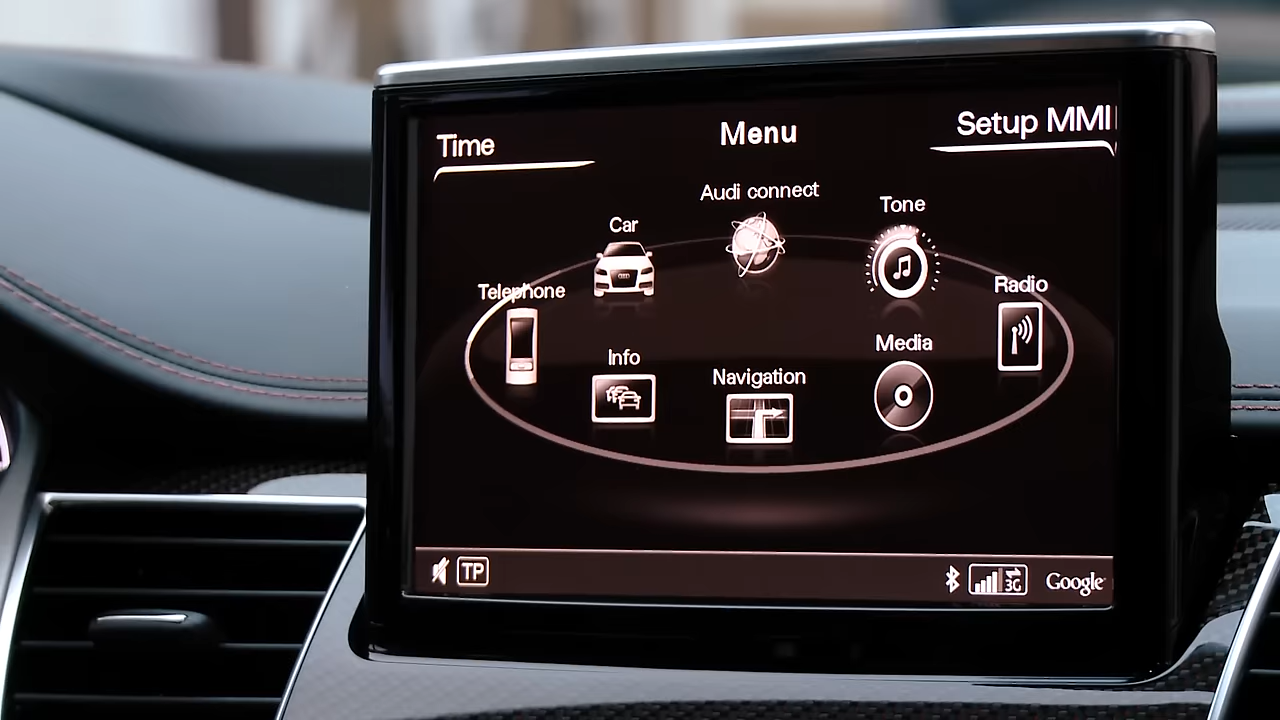 Time
Menu
Setup MMI
Audi connect
Car
Tone
Telephone
Radio
Info
Media
Navigation
TP
3G
Google